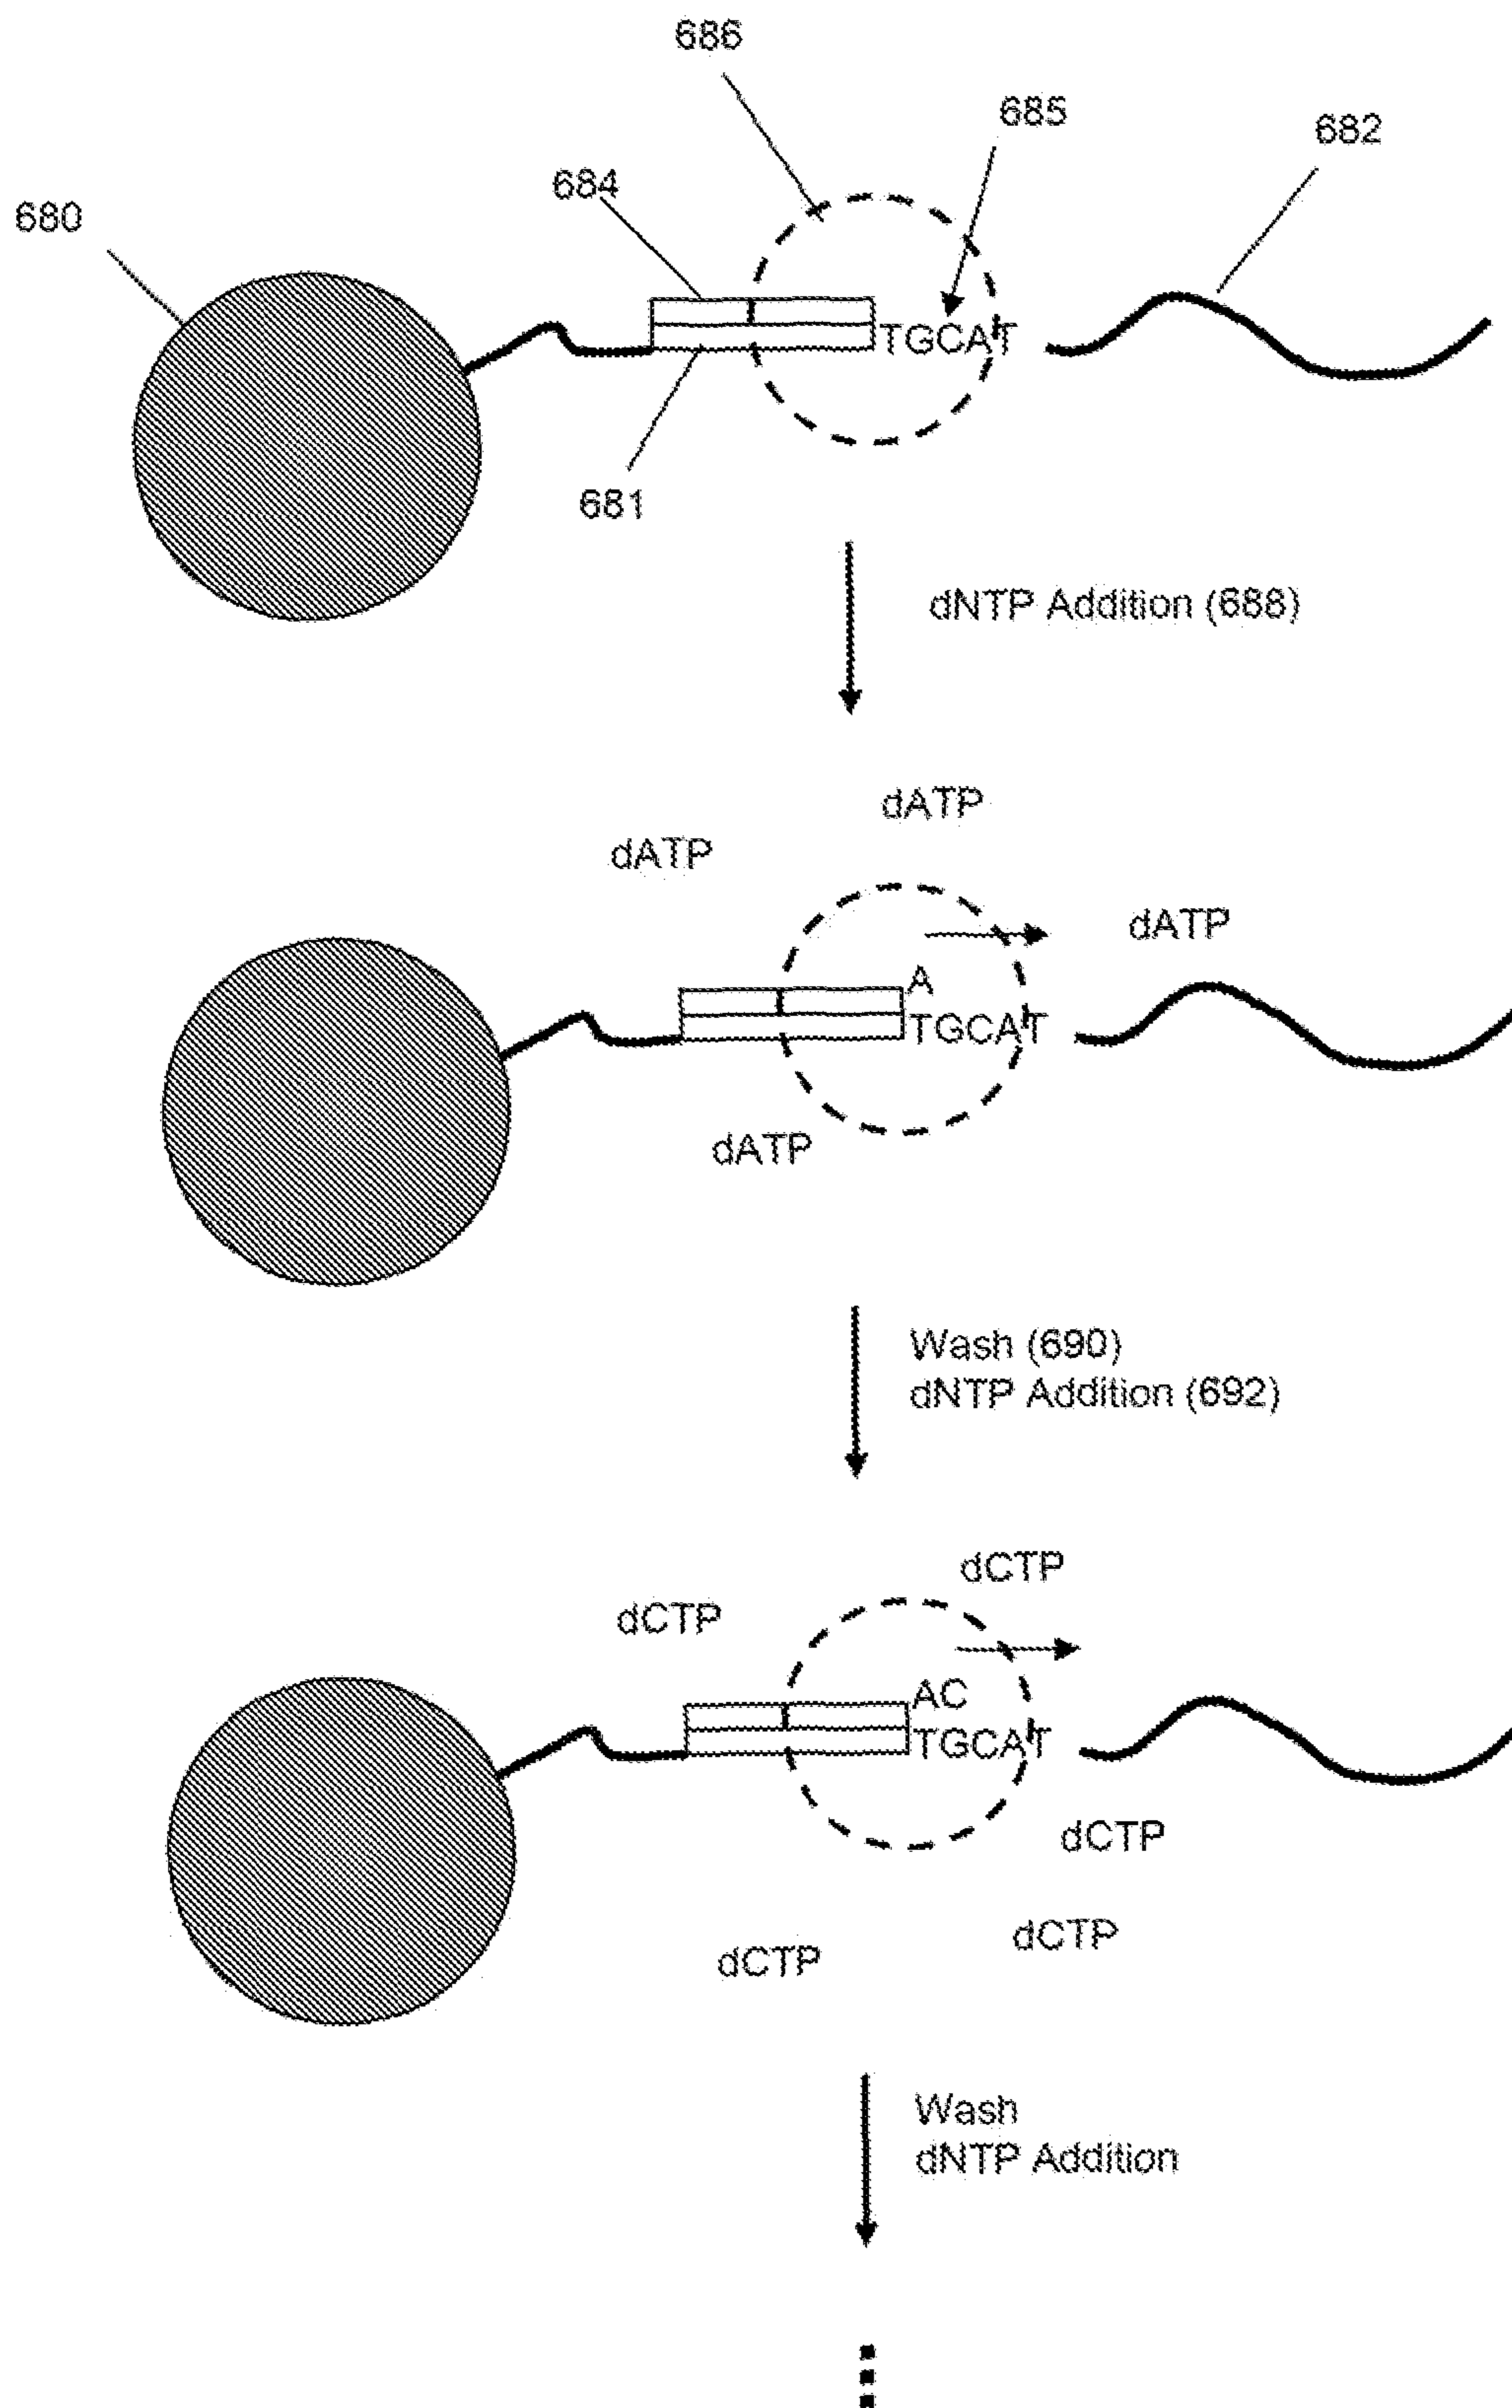 686
685
682
684
680
TGCAT
681
dNTP Addition (688)
dATP
dATP
dATP
A
TGCAT
dATP
Wash (690)
dNTP Addition (692)
dCTP
dCTP
AC
TGCAT
dCTP
dCTP
dCTP
Wash
dNTP Addition